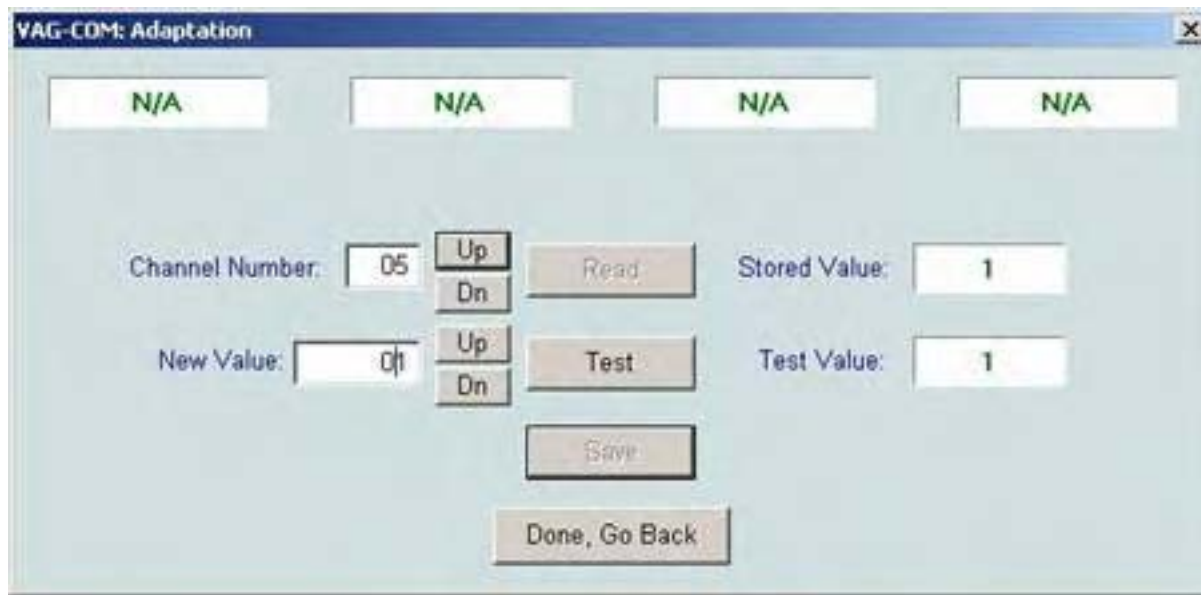 VAG-COM: Adaptation
N/A N/A N/A N/A
Channel Number: 05 Up Dn Read Stored Value: 1
New Value: 01 Up Dn Test Test Value: 1
Save
Done, Go Back